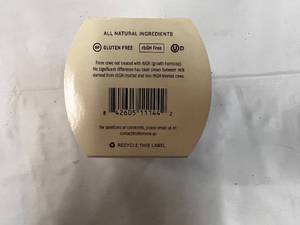 ALL NATURAL INGREDIENTS
GF GLUTEN FREE rbGH Free U D
From cows not treated with rbGH (growth hormone).
No significant difference has been shown between milk
derived from rbGH-treated and non-rbGH-treated cows.
8 42605 11144 2
For questions or comments, please email us at
RECYCLE THIS LABEL